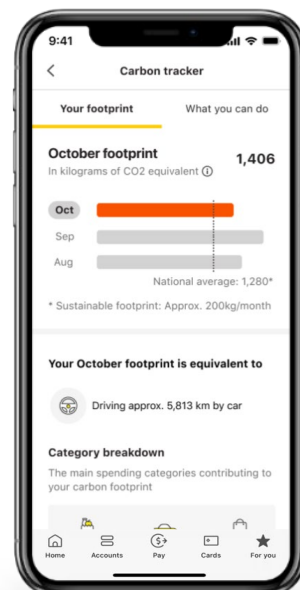 9:41
Carbon tracker
Your footprint What you can do
October footprint 1,406
In kilograms of CO2 equivalent
Oct
Sep
Aug
National average: 1,280*
* Sustainable footprint: Approx. 200kg/month
Your October footprint is equivalent to
Driving approx. 5,813 km by car
Category breakdown
The main spending categories contributing to
your carbon footprint
Home Accounts Pay Cards For you